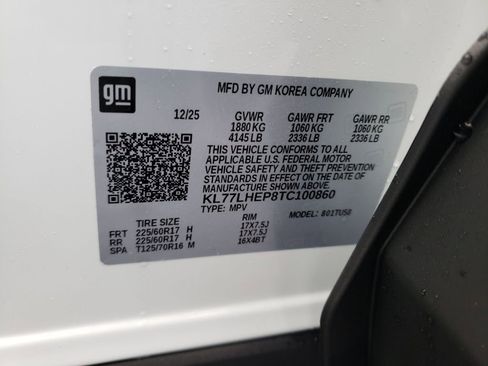 gm
MFD BY GM KOREA COMPANY
12/25 GVWR GAWR FRT GAWR RR
1880 KG 1060 KG 1060 KG
4145 LB 2336 LB 2336 LB
THIS VEHICLE CONFORMS TO ALL
APPLICABLE U.S. FEDERAL MOTOR
VEHICLE SAFETY AND THEFT PREVENTION
STANDARDS IN EFFECT ON THE DATE OF
MANUFACTURE SHOWN ABOVE.
KL77LHEP8TC100860
TYPE: MPV MODEL: 801TUS8
TIRE SIZE RIM
FRT 225/60R17 H 17X7.5J
RR 225/60R17 H 17X7.5J
SPA T125/70R16 M 16X4BT